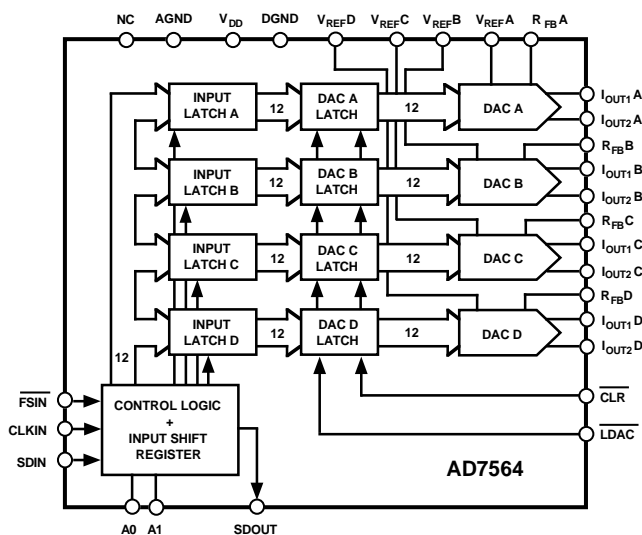 NC AGND VDD DGND VREFD VREFC VREFB VREFA RFBA
INPUT
LATCH A
12
DAC A
LATCH
12
DAC A
IOUT1A
IOUT2A
RFBB
INPUT
LATCH B
12
DAC B
LATCH
12
DAC B
IOUT1B
IOUT2B
RFBC
INPUT
LATCH C
12
DAC C
LATCH
12
DAC C
IOUT1C
IOUT2C
RFBD
INPUT
LATCH D
12
DAC D
LATCH
12
DAC D
IOUT1D
IOUT2D
12
FSIN
CLKIN
SDIN
CONTROL LOGIC
+
INPUT SHIFT
REGISTER
CLR
LDAC
AD7564
A0 A1 SDOUT